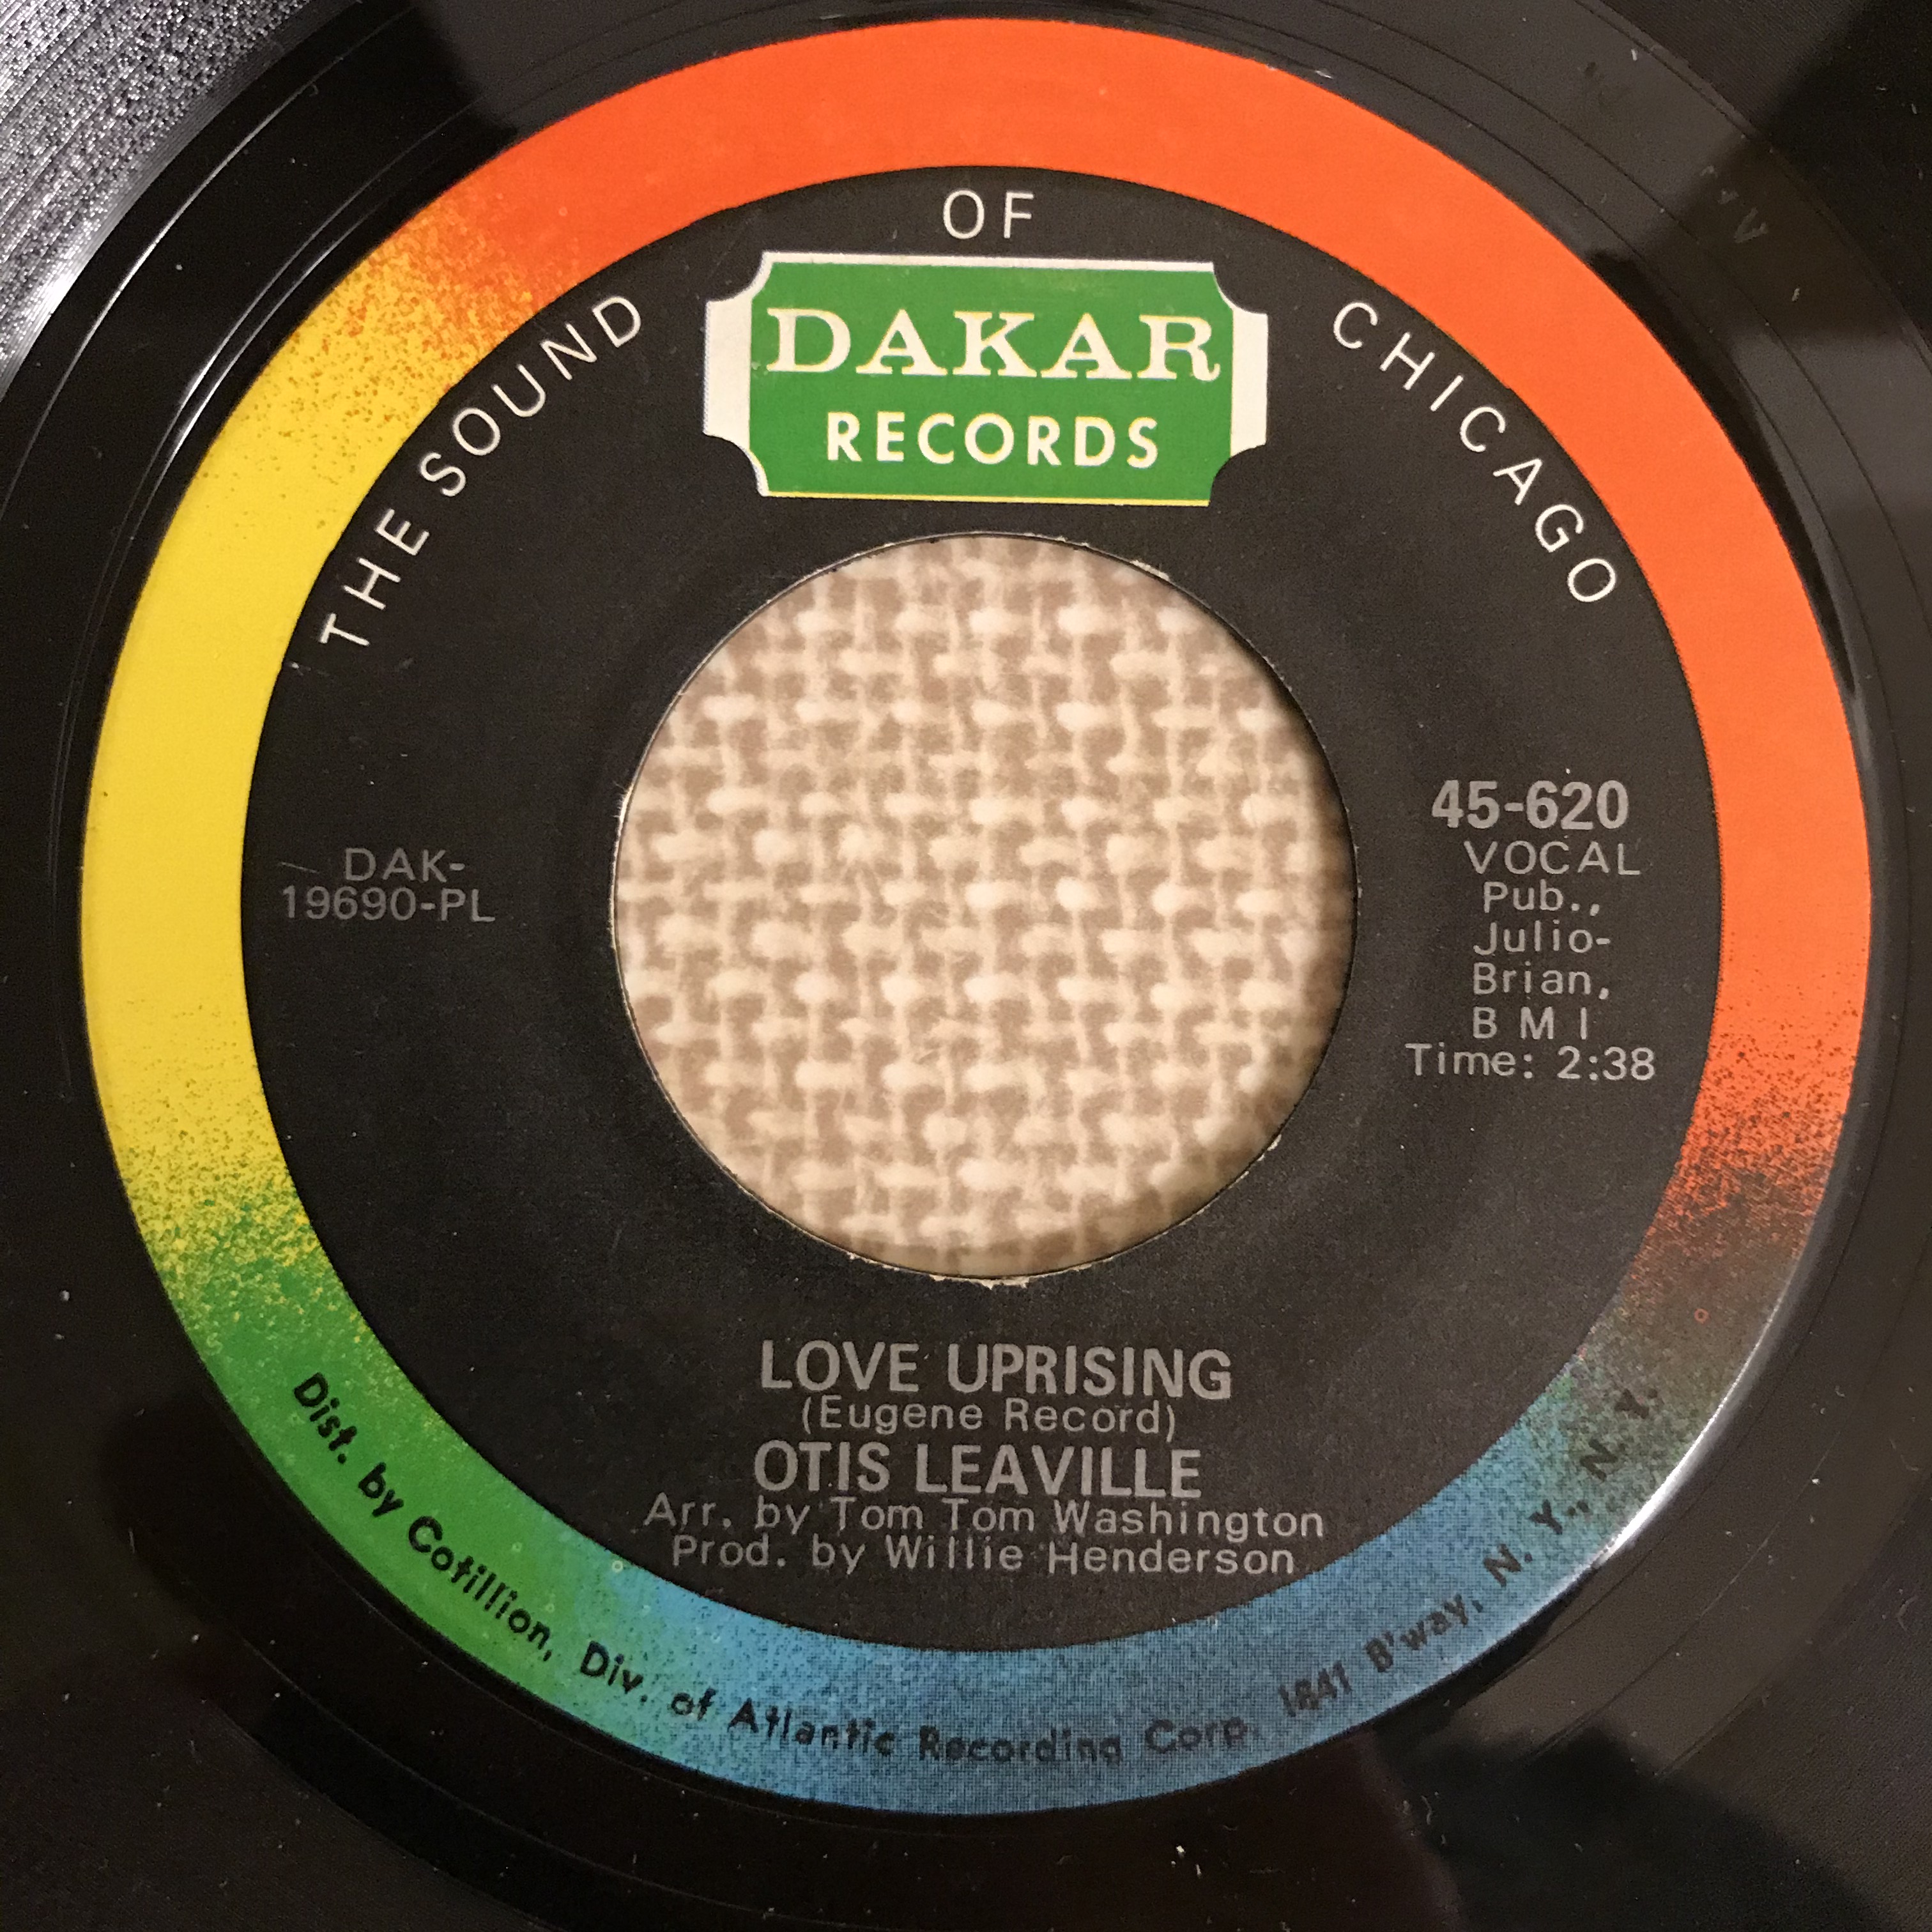 THE SOUND OF CHICAGO
DAKAR
RECORDS
DAK-
19690-PL
45-620
VOCAL
Pub.,
Julio-
Brian,
B M I
Time: 2:38
LOVE UPRISING
(Eugene Record)
OTIS LEAVILLE
Arr. by Tom Tom Washington
Prod. by Willie Henderson
Dist. by Cotillion, Div. of Atlantic Recording Corp. 1841 B'way, N. Y., N. Y.